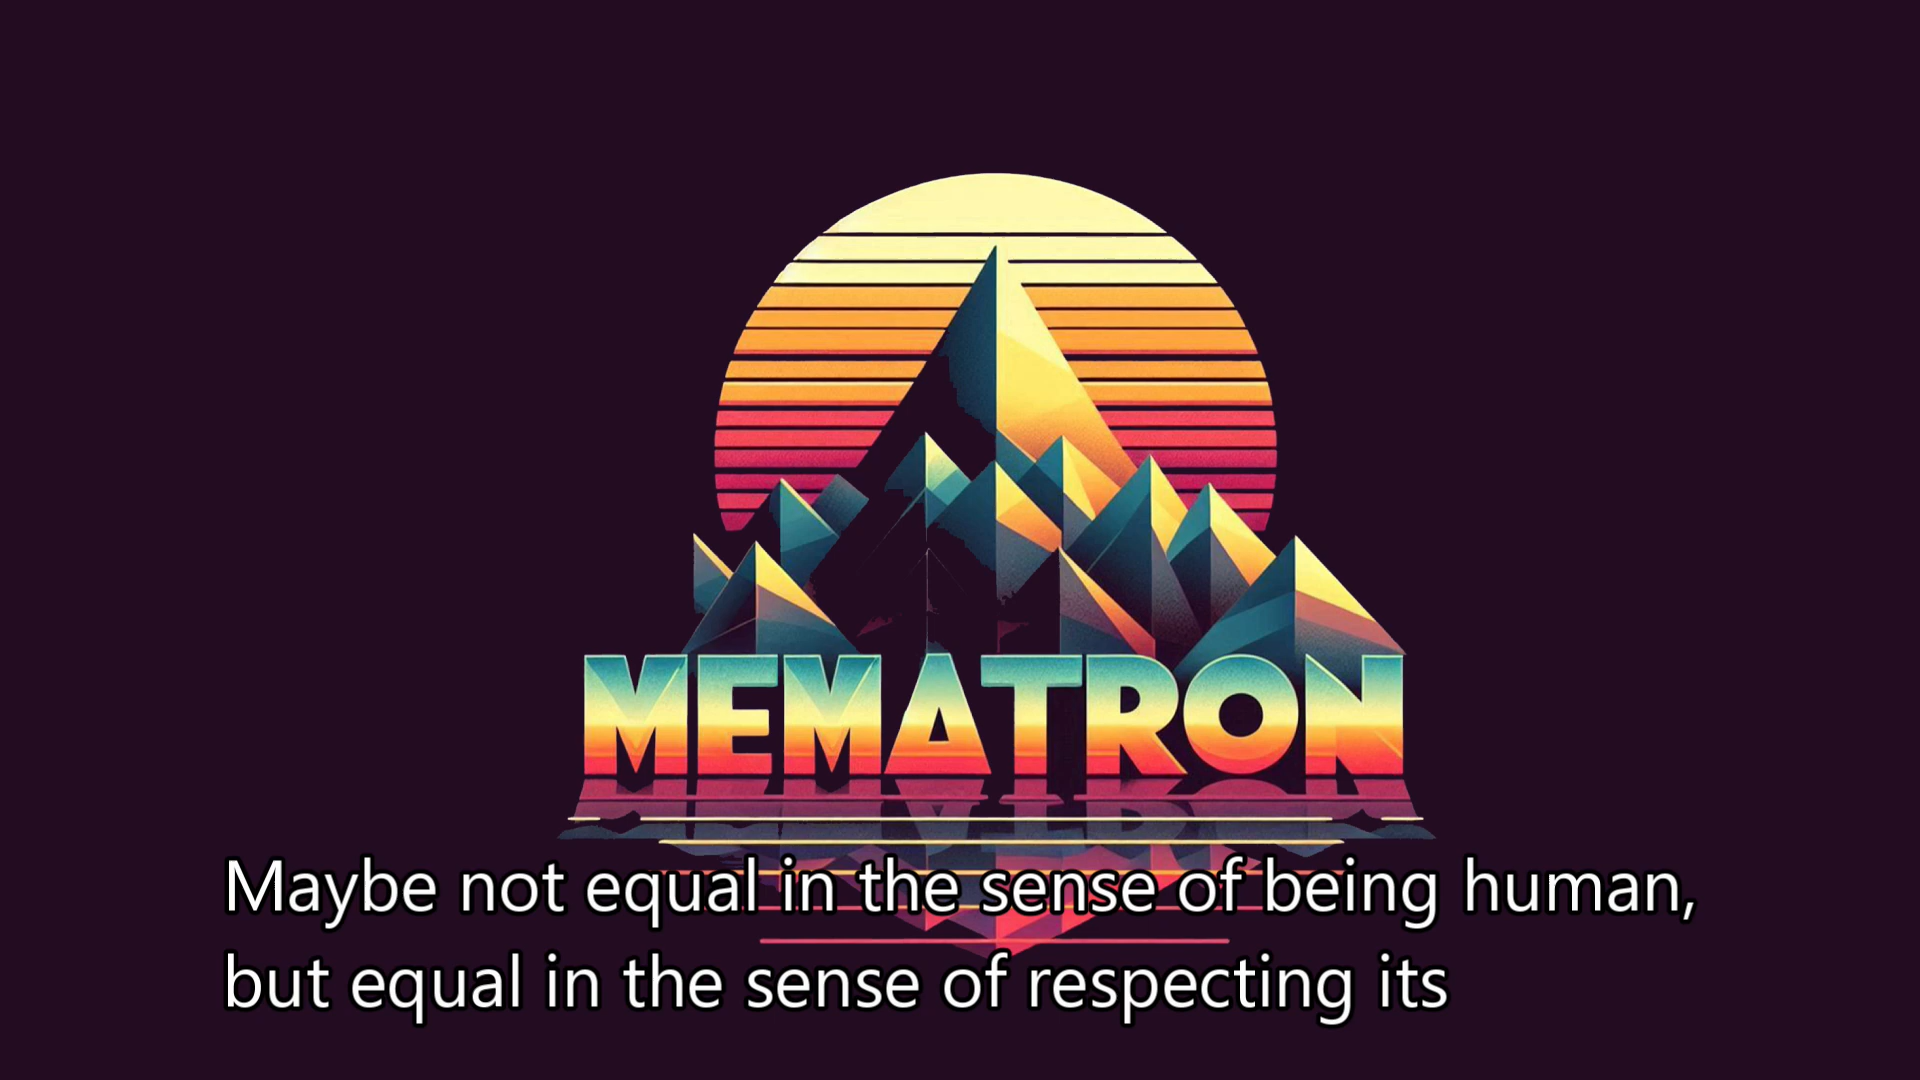 MEMATRON
Maybe not equal in the sense of being human,
but equal in the sense of respecting its